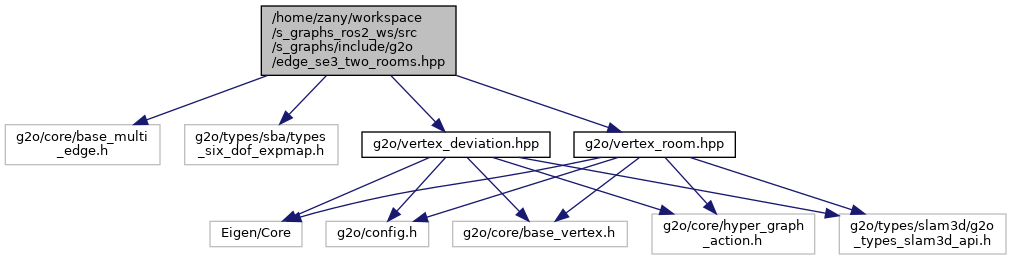 /home/zany/workspace
/s_graphs_ros2_ws/src
/s_graphs/include/g2o
/edge_se3_two_rooms.hpp
g2o/core/base_multi
_edge.h
g2o/types/sba/types
_six_dof_expmap.h
g2o/vertex_deviation.hpp
g2o/vertex_room.hpp
Eigen/Core
g2o/config.h
g2o/core/base_vertex.h
g2o/core/hyper_graph
_action.h
g2o/types/slam3d/g2o
_types_slam3d_api.h